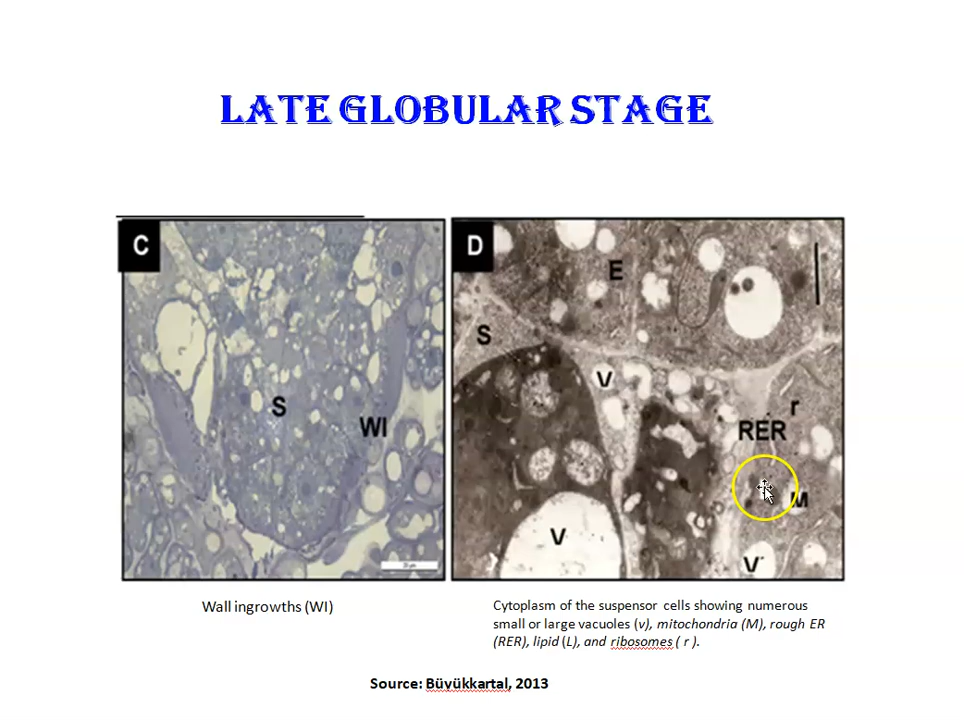 LATE GLOBULAR STAGE
C
S
WI
D
E
S
V
r
RER
M
V
V
Wall ingrowths (WI)
Cytoplasm of the suspensor cells showing numerous
small or large vacuoles (v), mitochondria (M), rough ER
(RER), lipid (L), and ribosomes ( r ).
Source: Büyükkartal, 2013